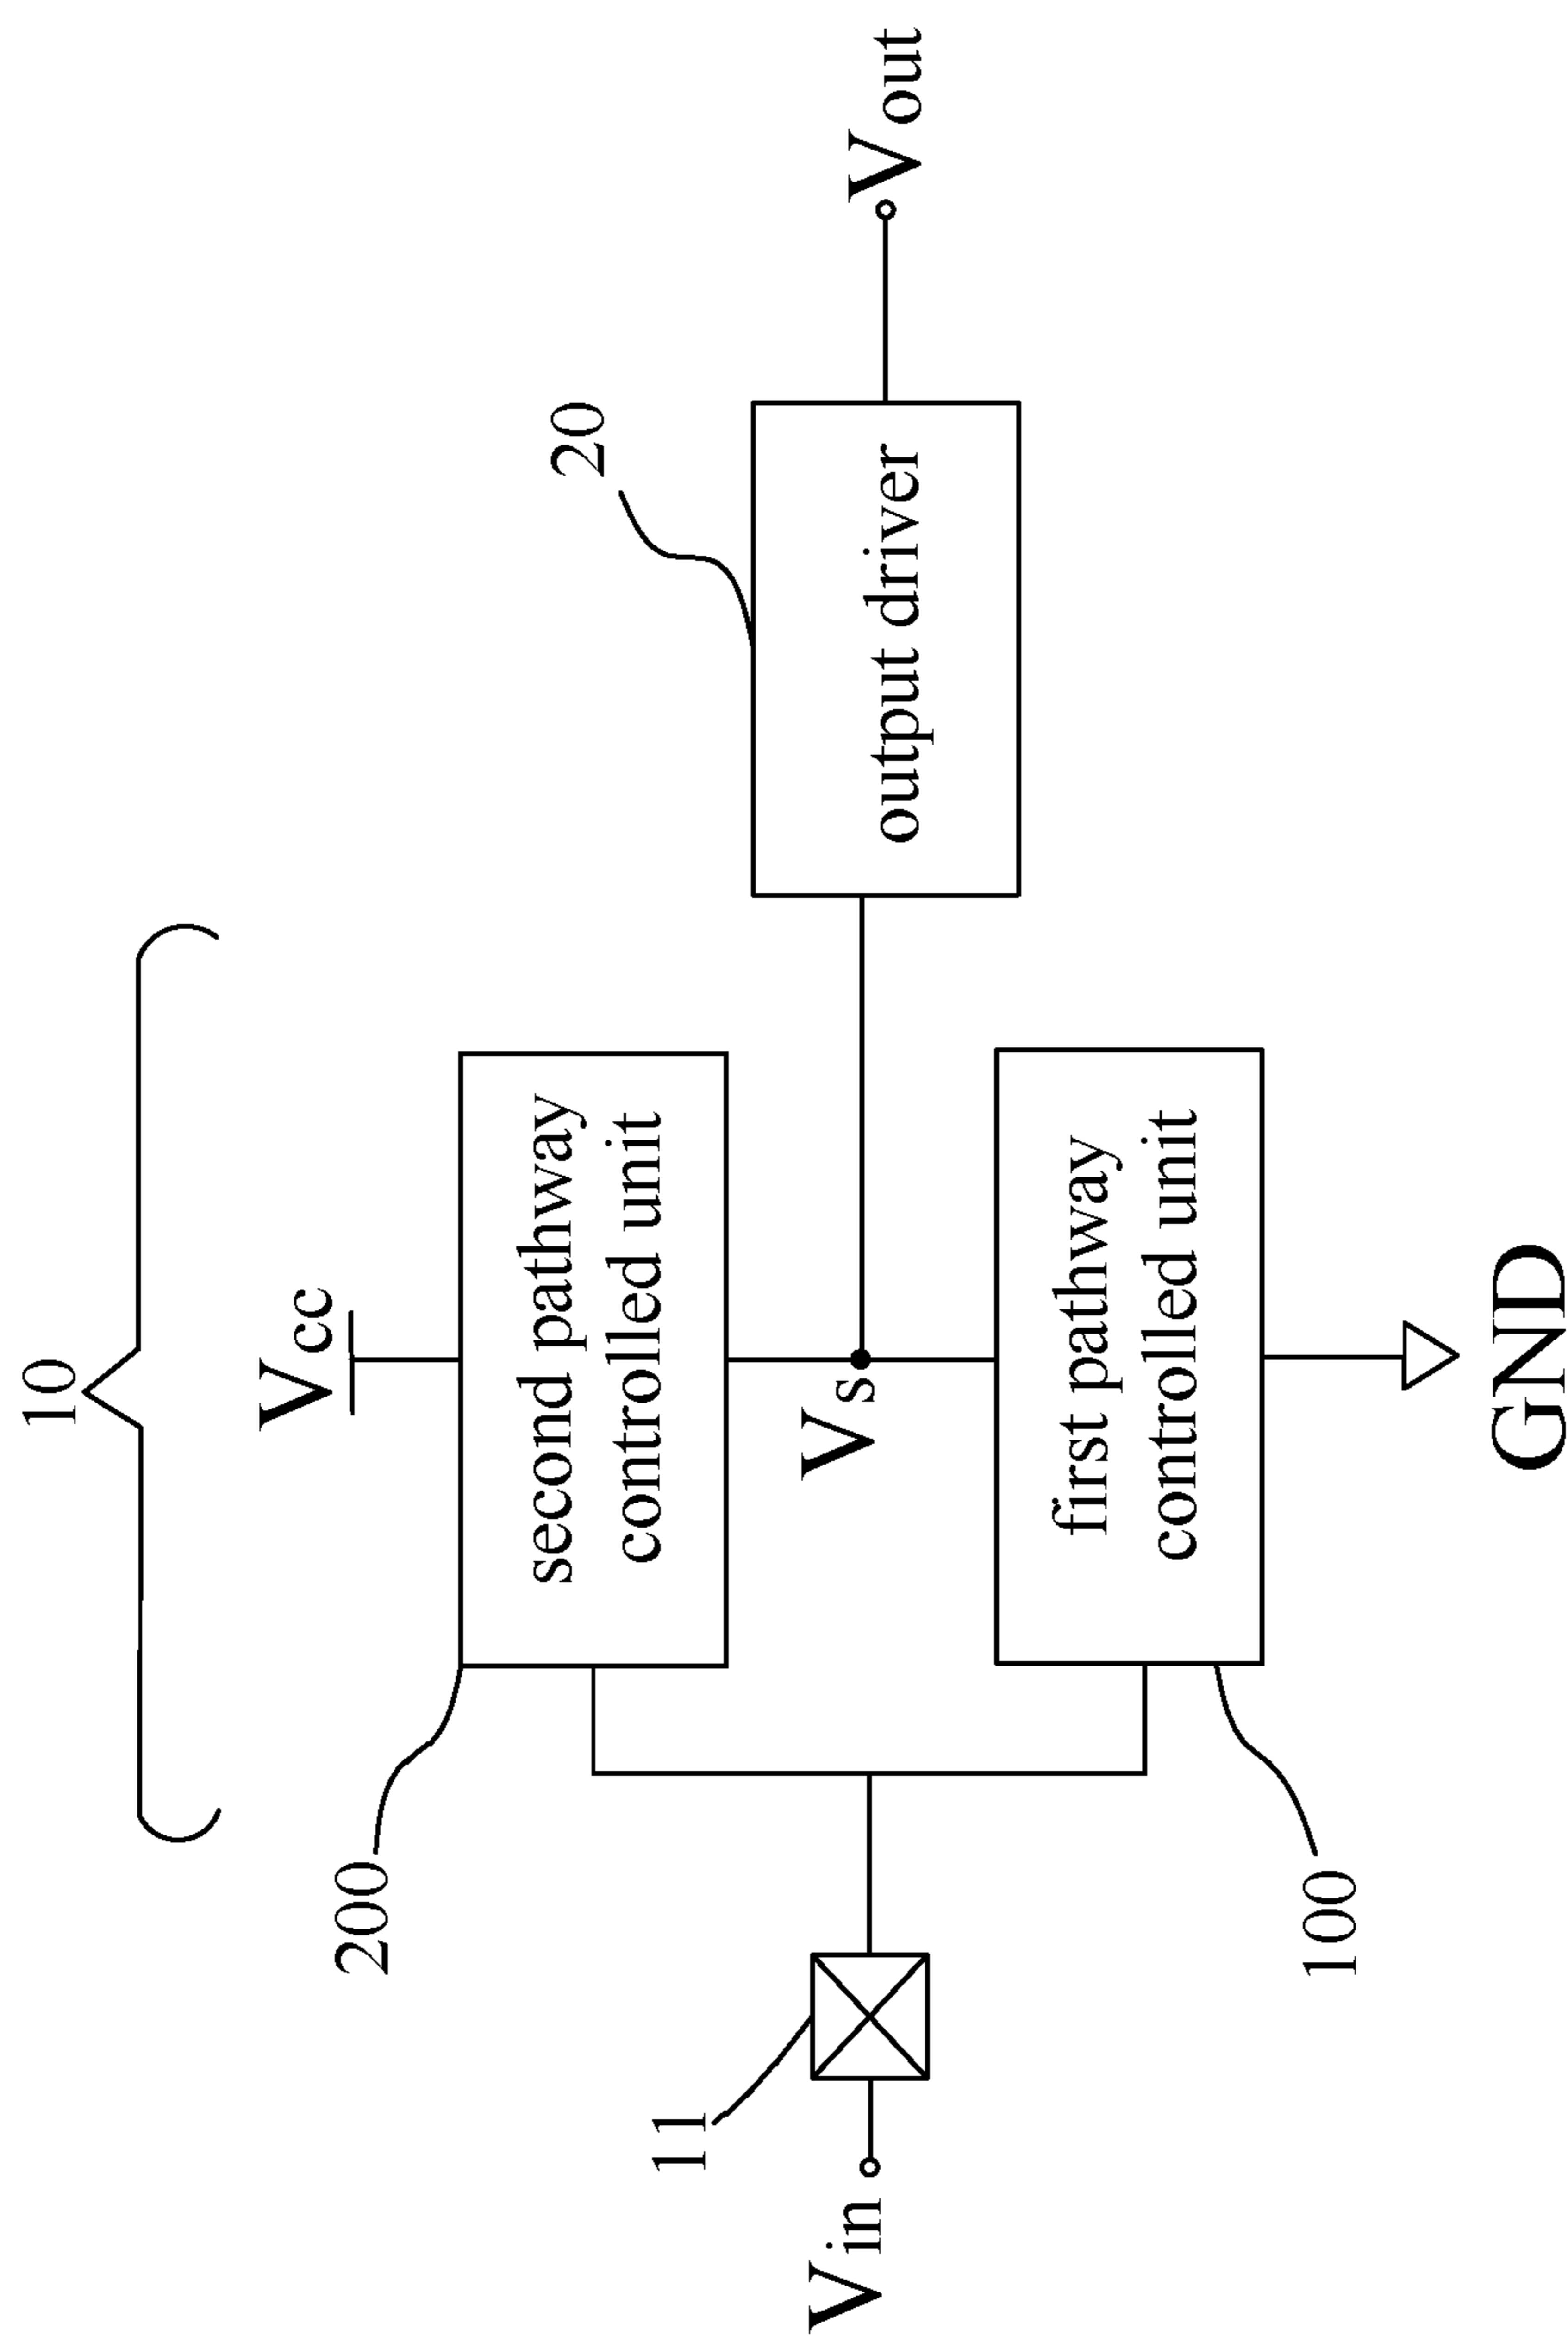 10
Vcc
200
second pathway
controlled unit
20
11
Vin
Vs
output driver
Vout
first pathway
controlled unit
100
GND